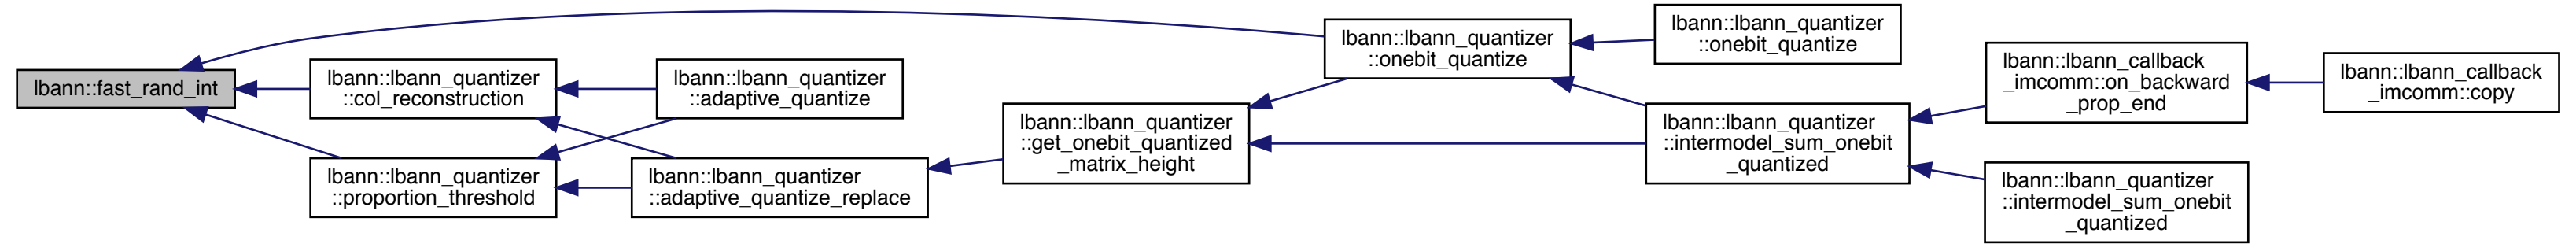 lbann::fast_rand_int
lbann::lbann_quantizer
::col_reconstruction
lbann::lbann_quantizer
::proportion_threshold
lbann::lbann_quantizer
::adaptive_quantize
lbann::lbann_quantizer
::adaptive_quantize_replace
lbann::lbann_quantizer
::get_onebit_quantized
_matrix_height
lbann::lbann_quantizer
::onebit_quantize
lbann::lbann_quantizer
::onebit_quantize
lbann::lbann_quantizer
::intermodel_sum_onebit
_quantized
lbann::lbann_callback
_imcomm::on_backward
_prop_end
lbann::lbann_quantizer
::intermodel_sum_onebit
_quantized
lbann::lbann_callback
_imcomm::copy